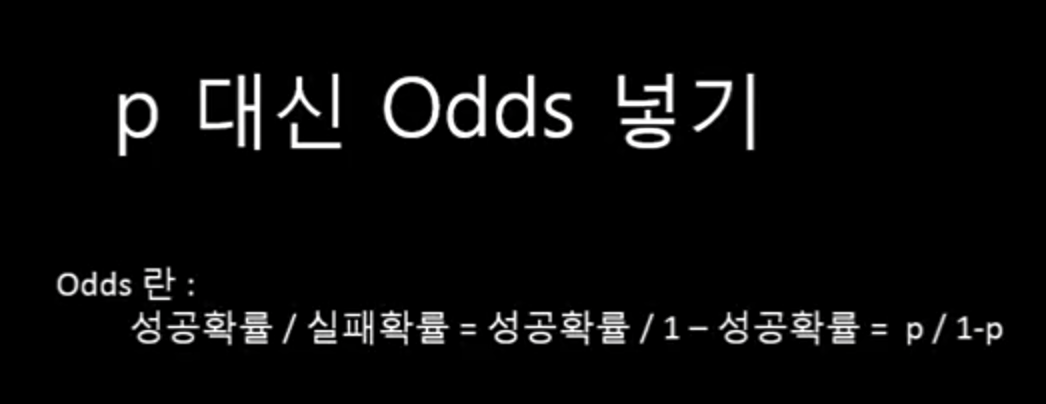 p 대신 Odds 넣기
Odds 란 :
성공확률 / 실패확률 = 성공확률 / 1 – 성공확률 = p / 1-p